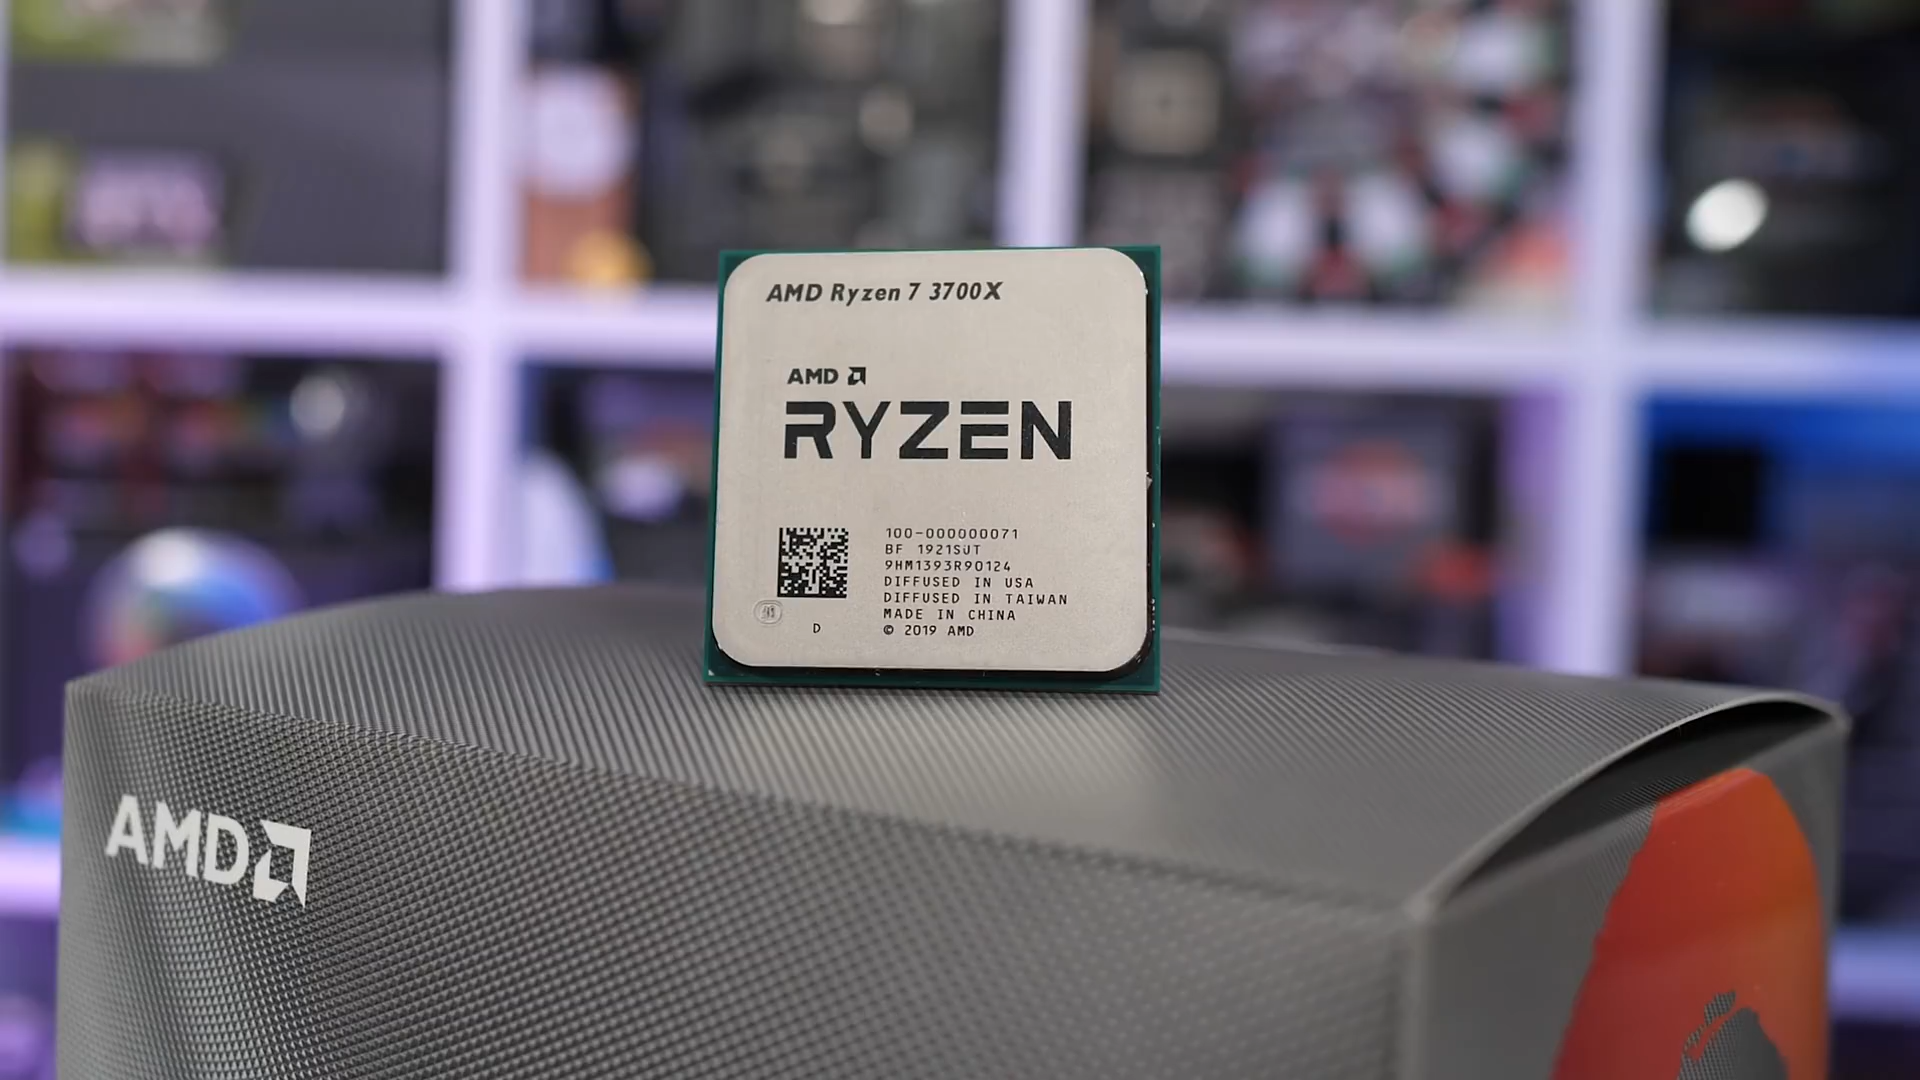 AMD Ryzen 7 3700X
AMD
RYZEN
100-000000071
BF 1921SUT
9HM1393R90124
DIFFUSED IN USA
DIFFUSED IN TAIWAN
MADE IN CHINA
© 2019 AMD
D
AMD